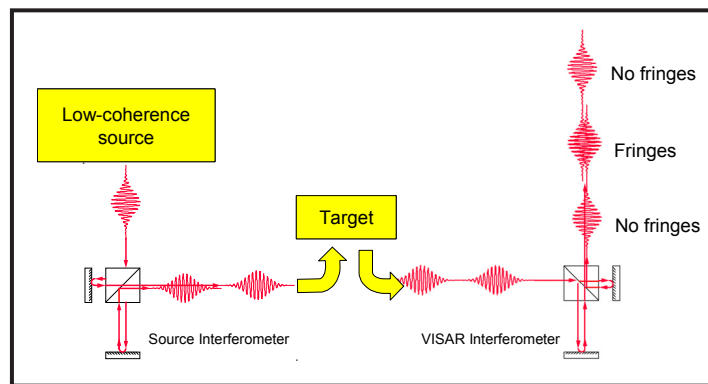 No fringes
Low-coherence
source
Fringes
Target
No fringes
Source Interferometer
VISAR Interferometer